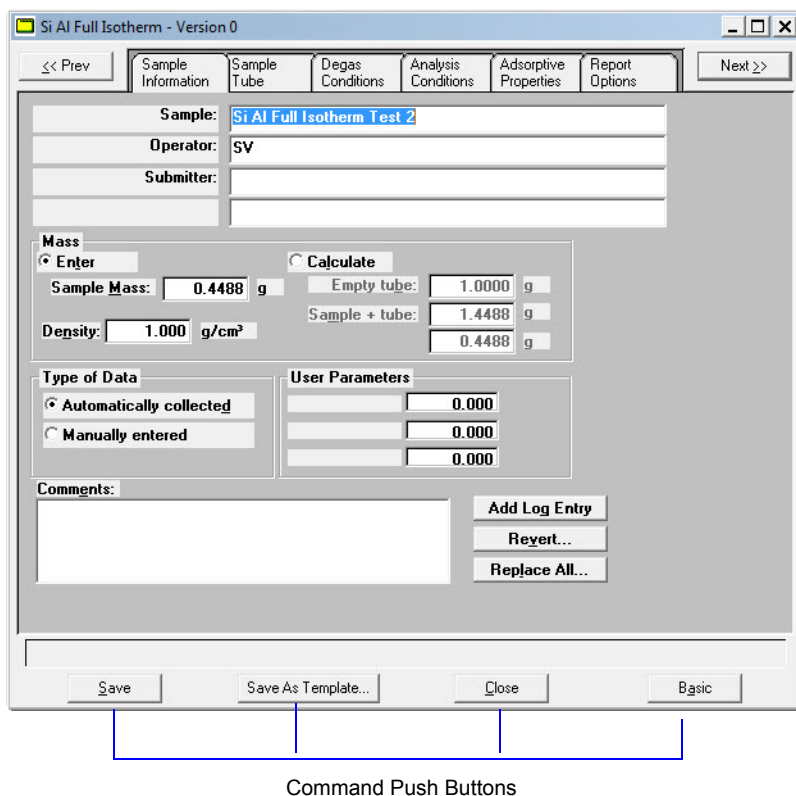 Si Al Full Isotherm - Version 0
<< Prev
Sample Information
Sample Tube
Degas Conditions
Analysis Conditions
Adsorptive Properties
Report Options
Next >>
Sample: Si Al Full Isotherm Test 2
Operator: SV
Submitter:
Mass
Enter
Calculate
Sample Mass: 0.4488 g
Empty tube: 1.0000 g
Density: 1.000 g/cm³
Sample + tube: 1.4488 g
0.4488 g
Type of Data
User Parameters
Automatically collected
0.000
Manually entered
0.000
0.000
Comments:
Add Log Entry
Revert...
Replace All...
Save
Save As Template...
Close
Basic
Command Push Buttons